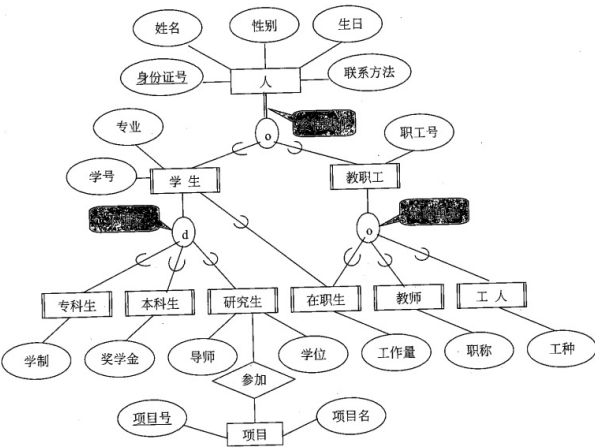 姓名
性别
生日
身份证号
人
联系方法
专业
o
职工号
学号
学 生
教职工
d
o
专科生
本科生
研究生
在职生
教师
工 人
学制
奖学金
导师
学位
工作量
职称
工种
参加
项目号
项目
项目名